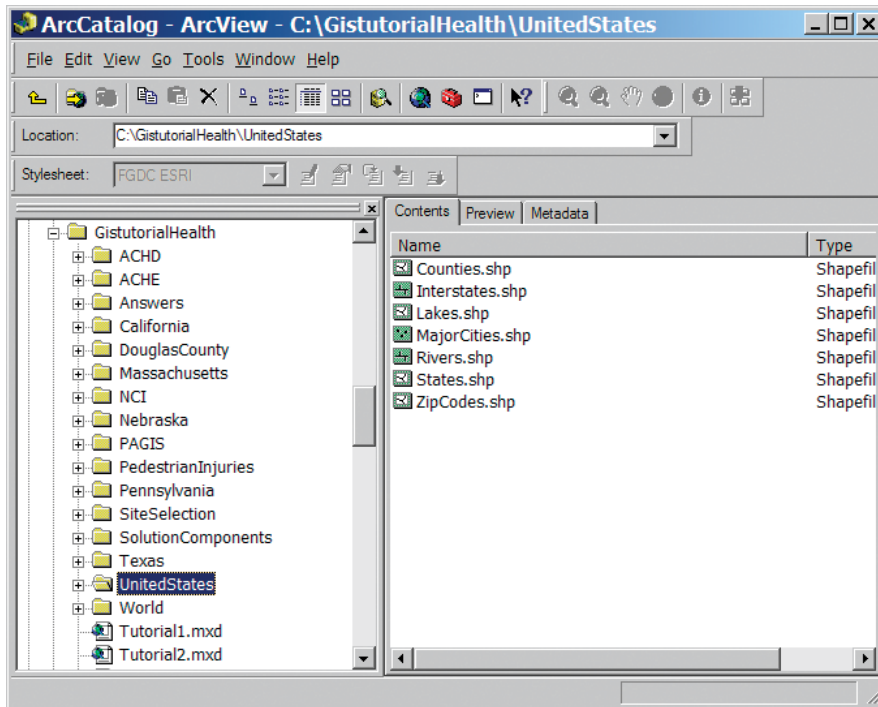 ArcCatalog - ArcView - C:\GistutorialHealth\UnitedStates
File Edit View Go Tools Window Help
Location: C:\GistutorialHealth\UnitedStates
Stylesheet: FGDC ESRI
GistutorialHealth
ACHD
ACHE
Answers
California
DouglasCounty
Massachusetts
NCI
Nebraska
PAGIS
PedestrianInjuries
Pennsylvania
SiteSelection
SolutionComponents
Texas
UnitedStates
World
Tutorial1.mxd
Tutorial2.mxd
Contents Preview Metadata
Name Type
Counties.shp Shapefil
Interstates.shp Shapefil
Lakes.shp Shapefil
MajorCities.shp Shapefil
Rivers.shp Shapefil
States.shp Shapefil
ZipCodes.shp Shapefil